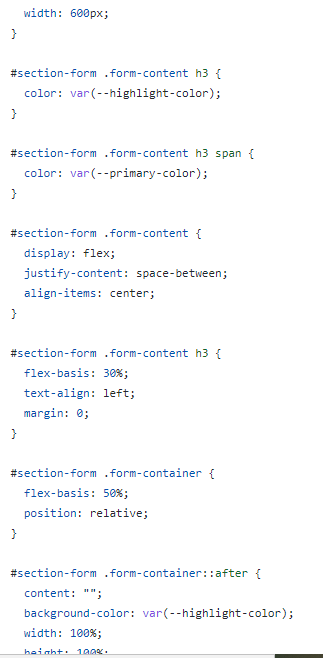 width: 600px;
}
#section-form .form-content h3 {
color: var(--highlight-color);
}
#section-form .form-content h3 span {
color: var(--primary-color);
}
#section-form .form-content {
display: flex;
justify-content: space-between;
align-items: center;
}
#section-form .form-content h3 {
flex-basis: 30%;
text-align: left;
margin: 0;
}
#section-form .form-container {
flex-basis: 50%;
position: relative;
}
#section-form .form-container::after {
content: "";
background-color: var(--highlight-color);
width: 100%;
height: 100%;